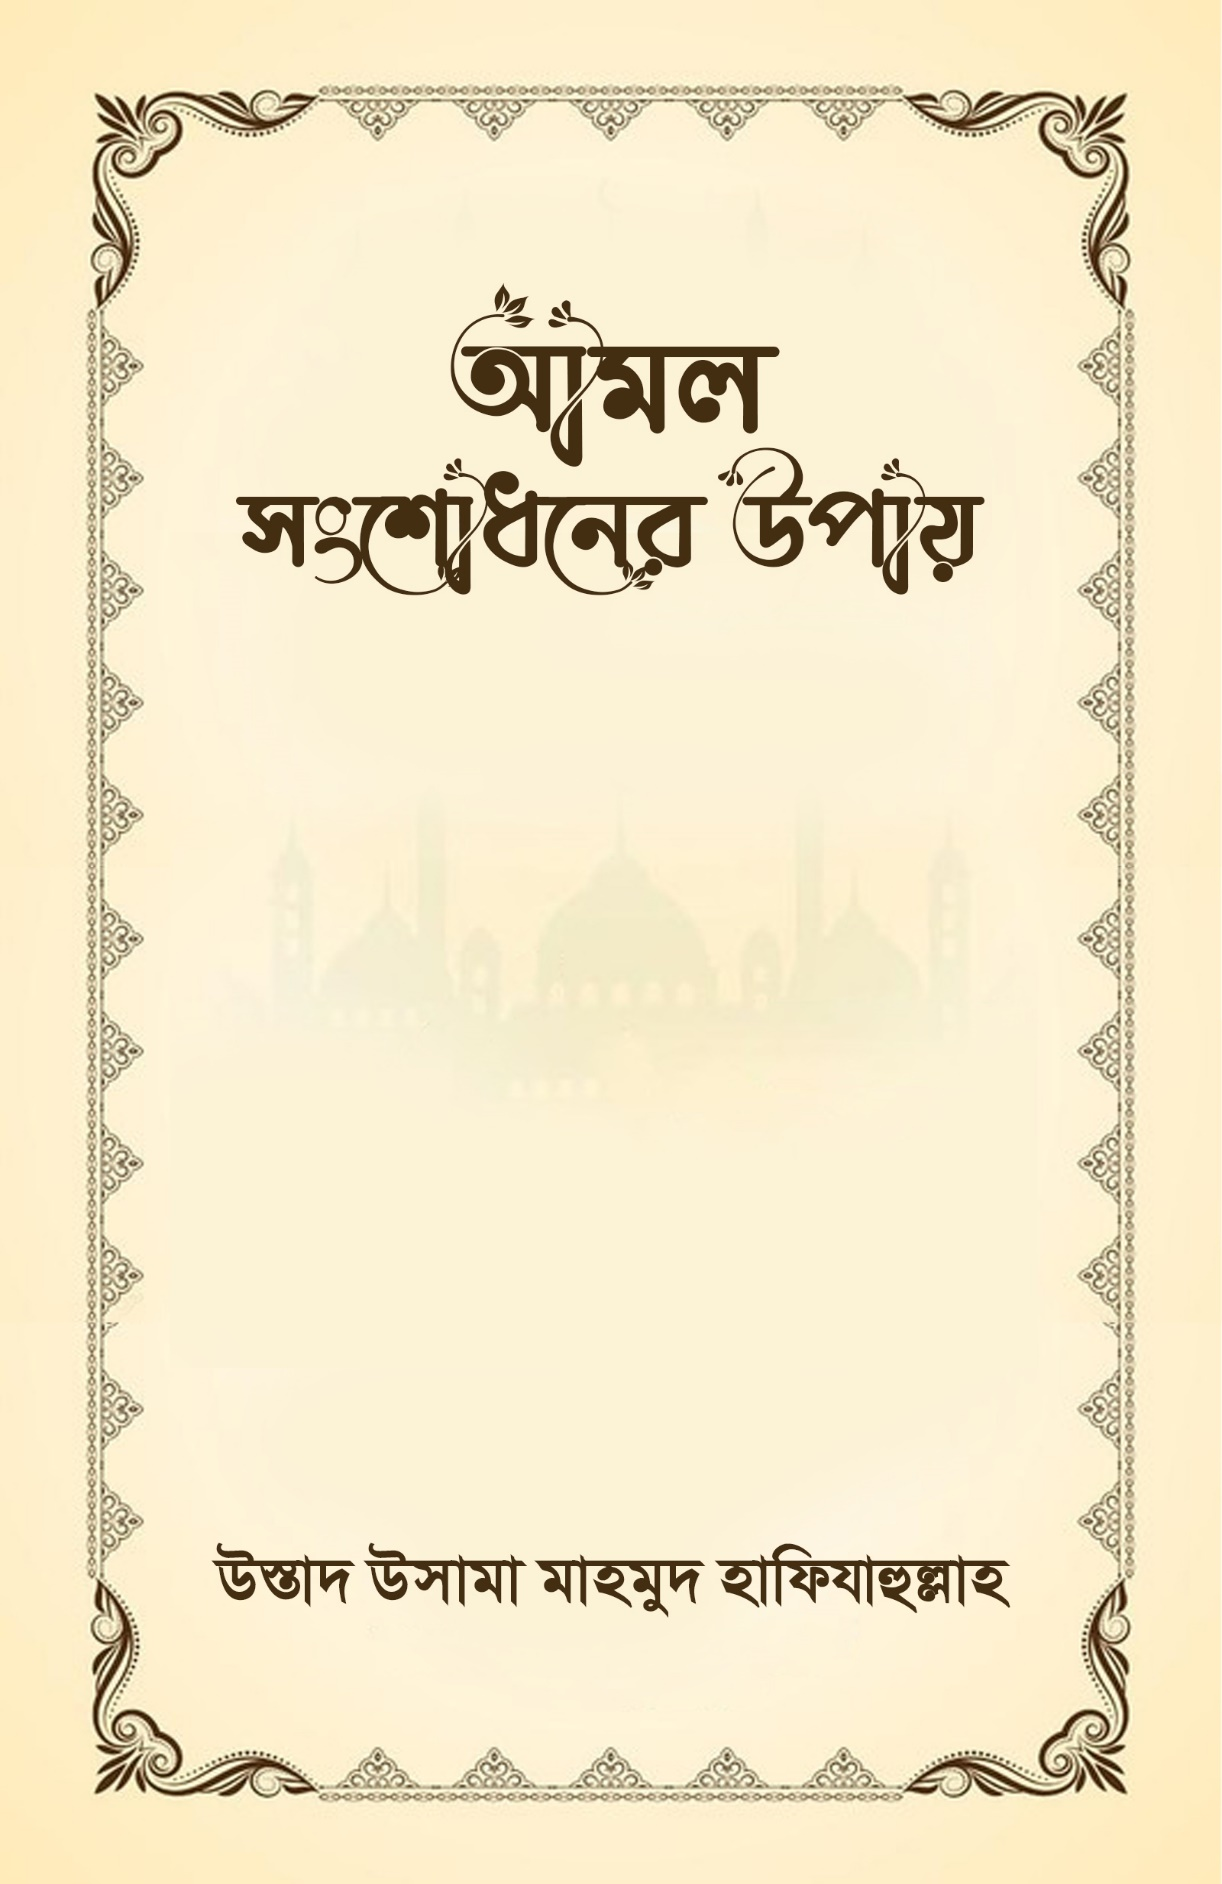 আমল
সংশোধনের উপায়
উস্তাদ উসামা মাহমুদ হাফিযাহুল্লাহ